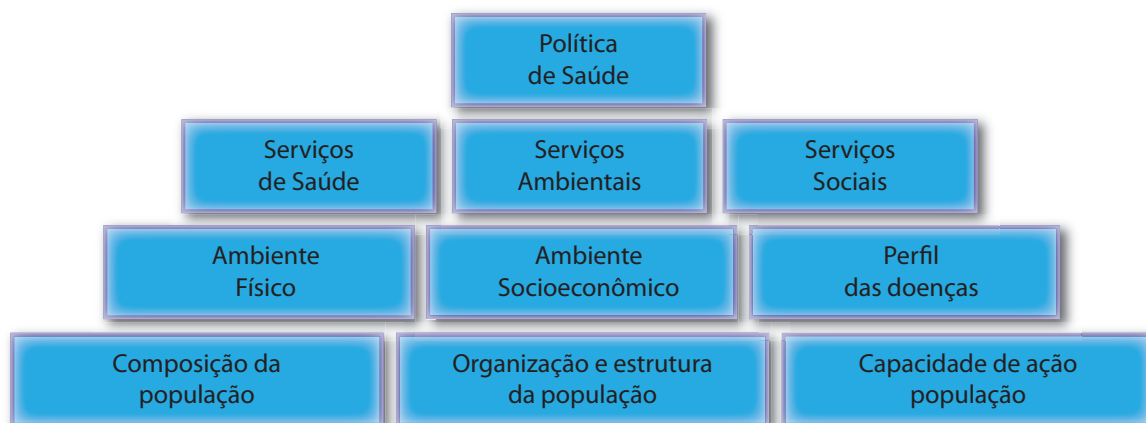 Política
de Saúde
Serviços
de Saúde
Serviços
Ambientais
Serviços
Sociais
Ambiente
Físico
Ambiente
Socioeconômico
Perfil
das doenças
Composição da
população
Organização e estrutura
da população
Capacidade de ação
população